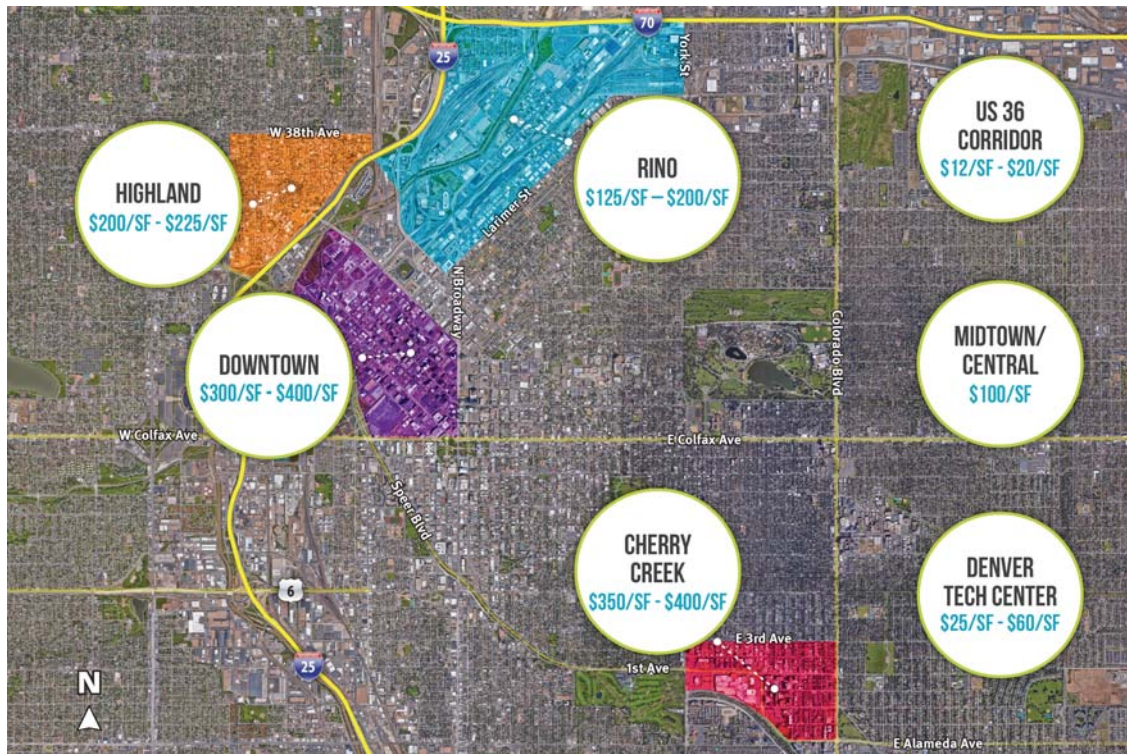 70
25
York St
W 38th Ave
US 36
CORRIDOR
$12/SF - $20/SF
HIGHLAND
$200/SF - $225/SF
RINO
$125/SF – $200/SF
Larimer St
N Broadway
DOWNTOWN
$300/SF - $400/SF
Colorado Blvd
MIDTOWN/
CENTRAL
$100/SF
W Colfax Ave
E Colfax Ave
Speer Blvd
CHERRY
CREEK
$350/SF - $400/SF
DENVER
TECH CENTER
$25/SF - $60/SF
6
E 3rd Ave
1st Ave
25
N
E Alameda Ave